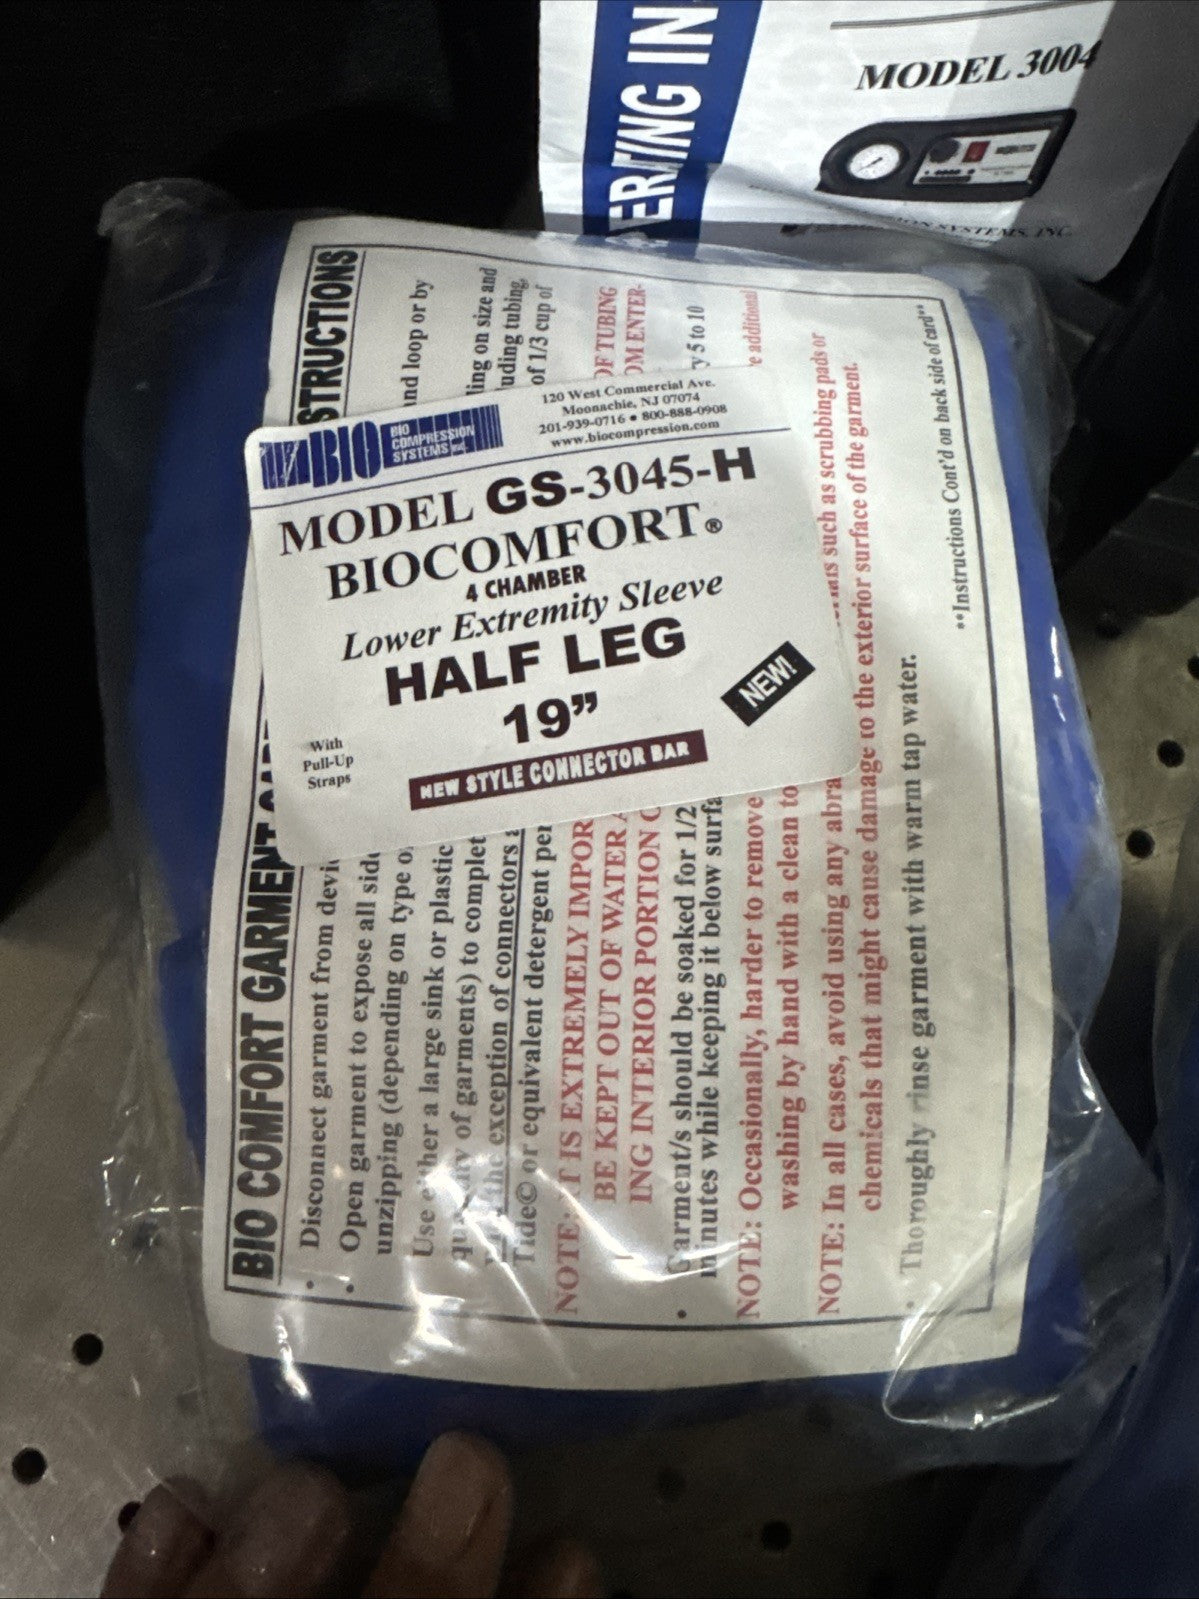 ERATING IN
MODEL 3004
SYSTEMS, INC.
BIO
BIO
COMPRESSION
SYSTEMS
120 West Commercial Ave.
Moonachie, NJ 07074
201-939-0716 • 800-888-0908
www.biocompression.com
MODEL GS-3045-H
BIOCOMFORT®
4 CHAMBER
Lower Extremity Sleeve
HALF LEG
19”
NEW!
With
Pull-Up
Straps
NEW STYLE CONNECTOR BAR
BIO COMFORT GARMENT STRUCTIONS
• Disconnect garment from devi
• Open garment to expose all side and loop or by
unzipping (depending on type o
Use either a large sink or plastic ling on size and
of garments) to complet uding tubing,
the exception of connectors a of 1/3 cup of
Tide© or equivalent detergent per
NOTE: IT IS EXTREMELY IMPOR OF TUBING
BE KEPT OUT OF WATER OM ENTER-
ING INTERIOR PORTION
• Garment/s should be soaked for 1/2 y 5 to 10
minutes while keeping it below surfa
NOTE: Occasionally, harder to remove e additional
washing by hand with a clean to
NOTE: In all cases, avoid using any abra such as scrubbing pads or
chemicals that might cause damage to the exterior surface of the garment.
• Thoroughly rinse garment with warm tap water.
**Instructions Cont'd on back side of card**